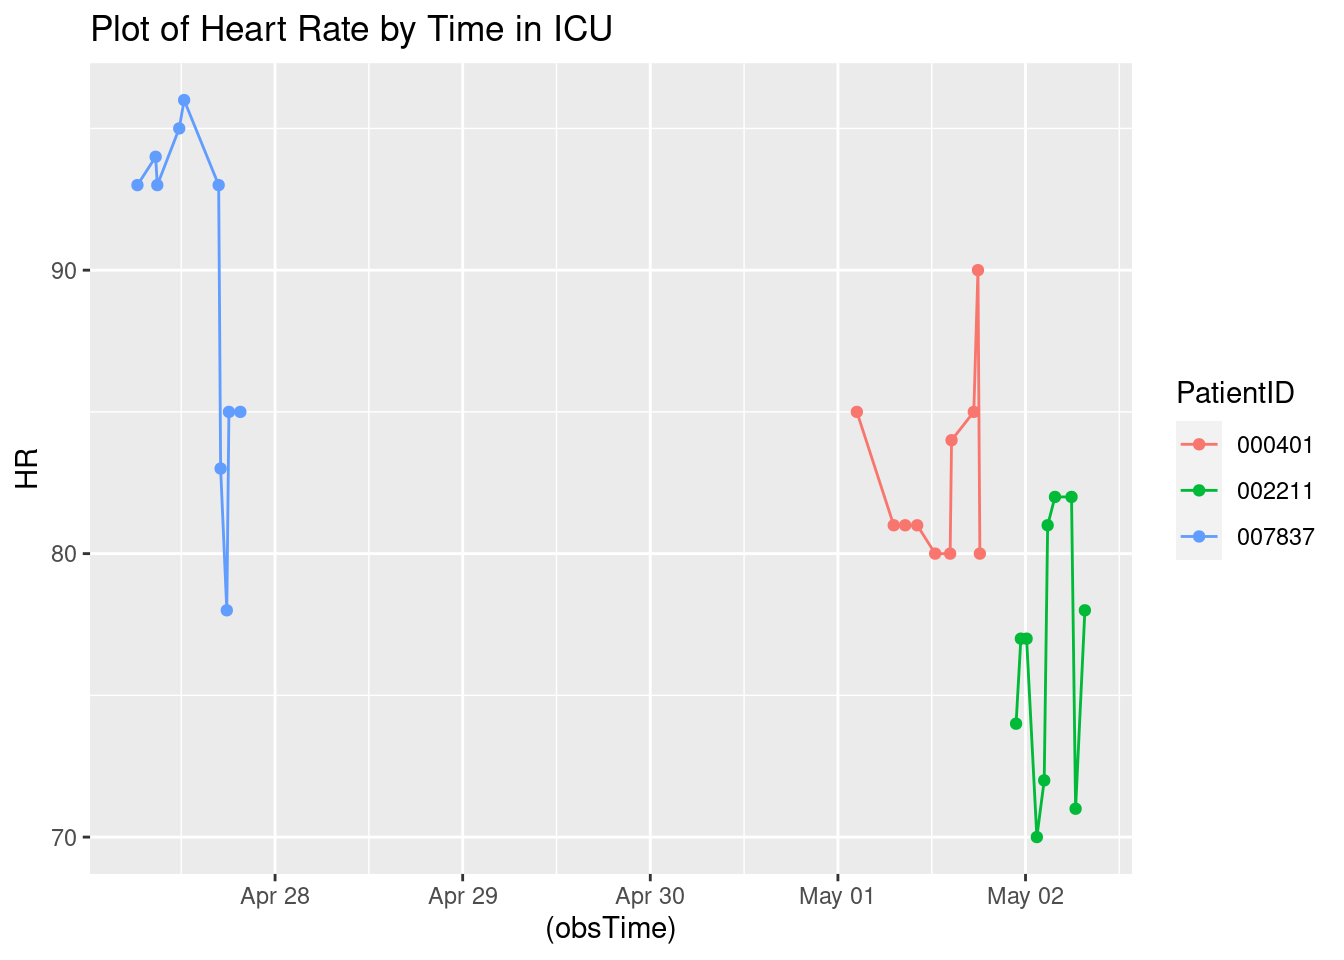 Plot of Heart Rate by Time in ICU
HR
90
80
70
Apr 28
Apr 29
Apr 30
May 01
May 02
(obsTime)
PatientID
000401
002211
007837